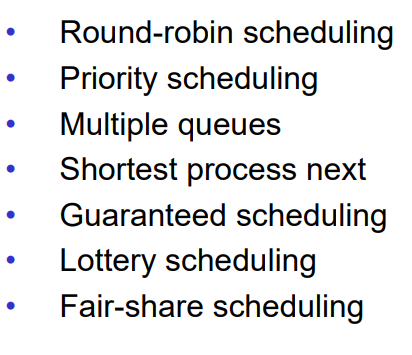 • Round-robin scheduling
• Priority scheduling
• Multiple queues
• Shortest process next
• Guaranteed scheduling
• Lottery scheduling
• Fair-share scheduling